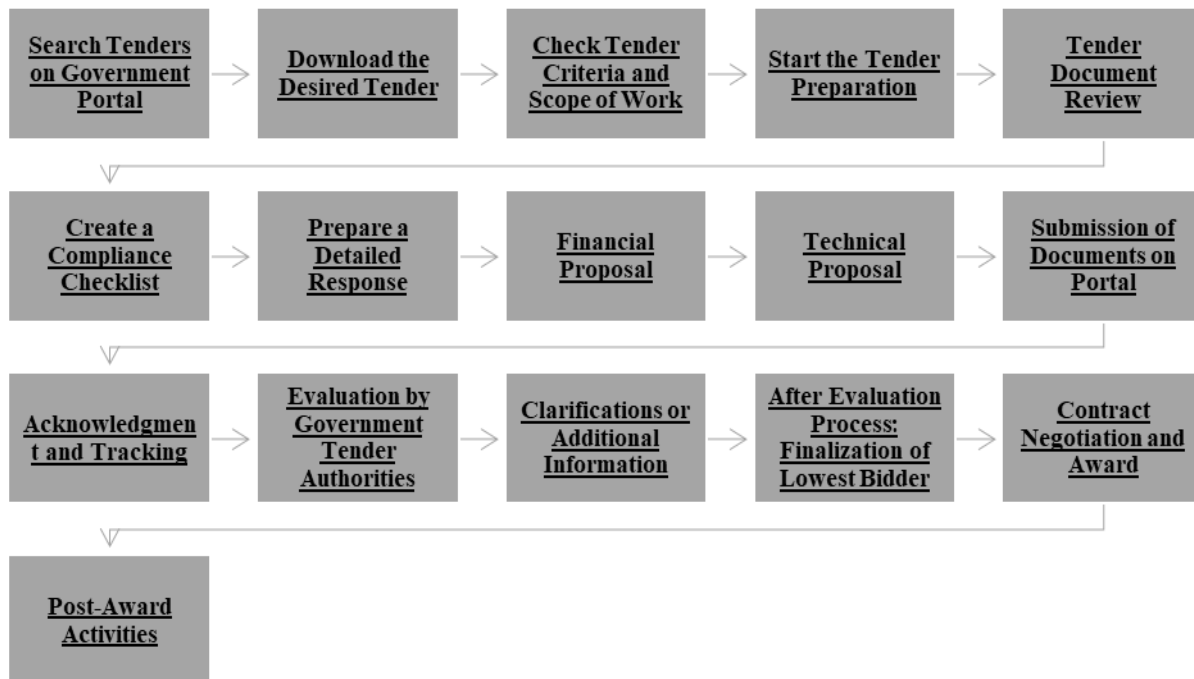 Search Tenders
on Government
Portal
Download the
Desired Tender
Check Tender
Criteria and
Scope of Work
Start the Tender
Preparation
Tender
Document
Review
Create a
Compliance
Checklist
Prepare a
Detailed
Response
Financial
Proposal
Technical
Proposal
Submission of
Documents on
Portal
Acknowledgmen
t and Tracking
Evaluation by
Government
Tender
Authorities
Clarifications or
Additional
Information
After Evaluation
Process:
Finalization of
Lowest Bidder
Contract
Negotiation and
Award
Post-Award
Activities